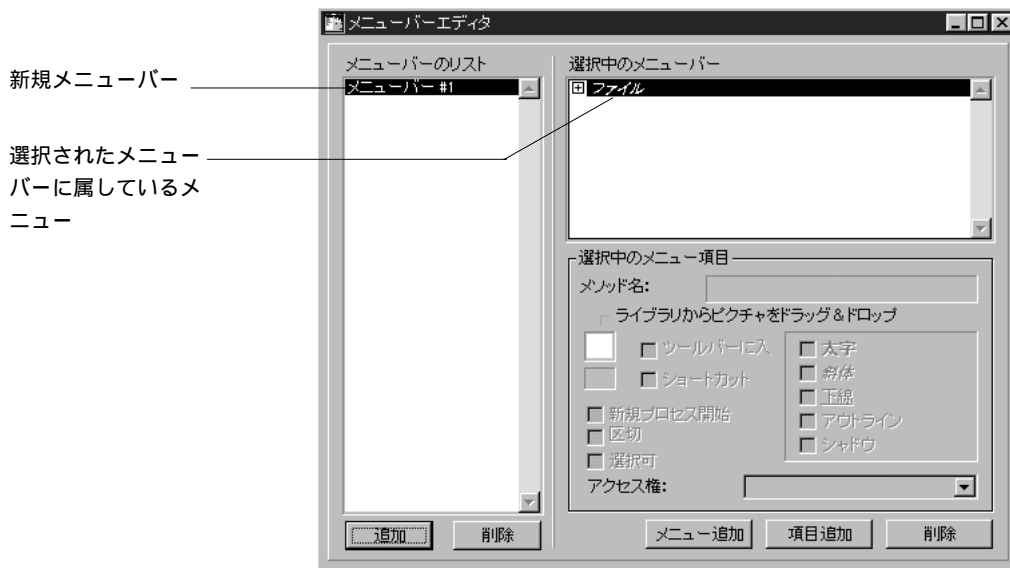 メニューバーエディタ
新規メニューバー
選択されたメニュー
バーに属しているメ
ニュー
メニューバーのリスト
メニューバー #1
追加
削除
選択中のメニューバー
ファイル
選択中のメニュー項目
メソッド名:
ライブラリからピクチャをドラッグ&ドロップ
ツールバーに入
ショートカット
新規プロセス開始
区切
選択可
太字
斜体
下線
アウトライン
シャドウ
アクセス権:
メニュー追加
項目追加
削除